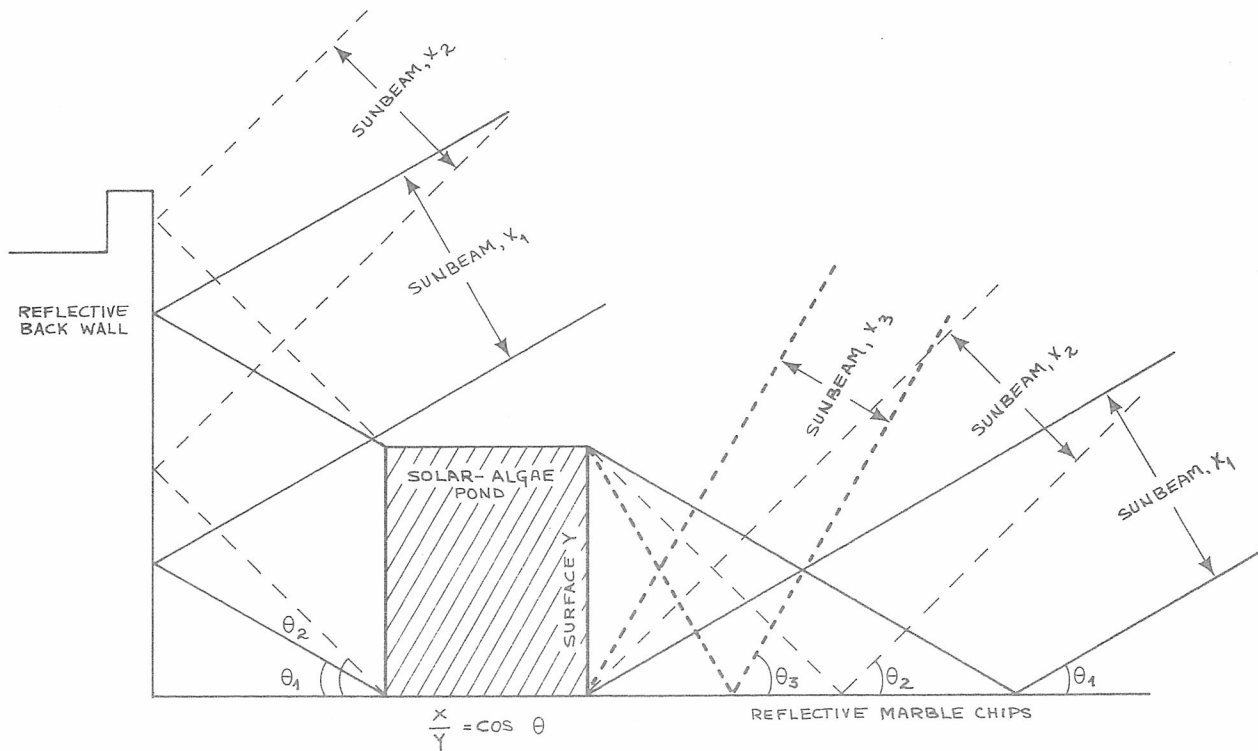 SUNBEAM, X2
SUNBEAM, X1
REFLECTIVE
BACK WALL
SUNBEAM, X3
SUNBEAM, X2
SUNBEAM, X1
SOLAR-ALGAE
POND
SURFACE Y
θ2
θ1
θ3
θ2
θ1
X
Y
= COS θ
REFLECTIVE MARBLE CHIPS